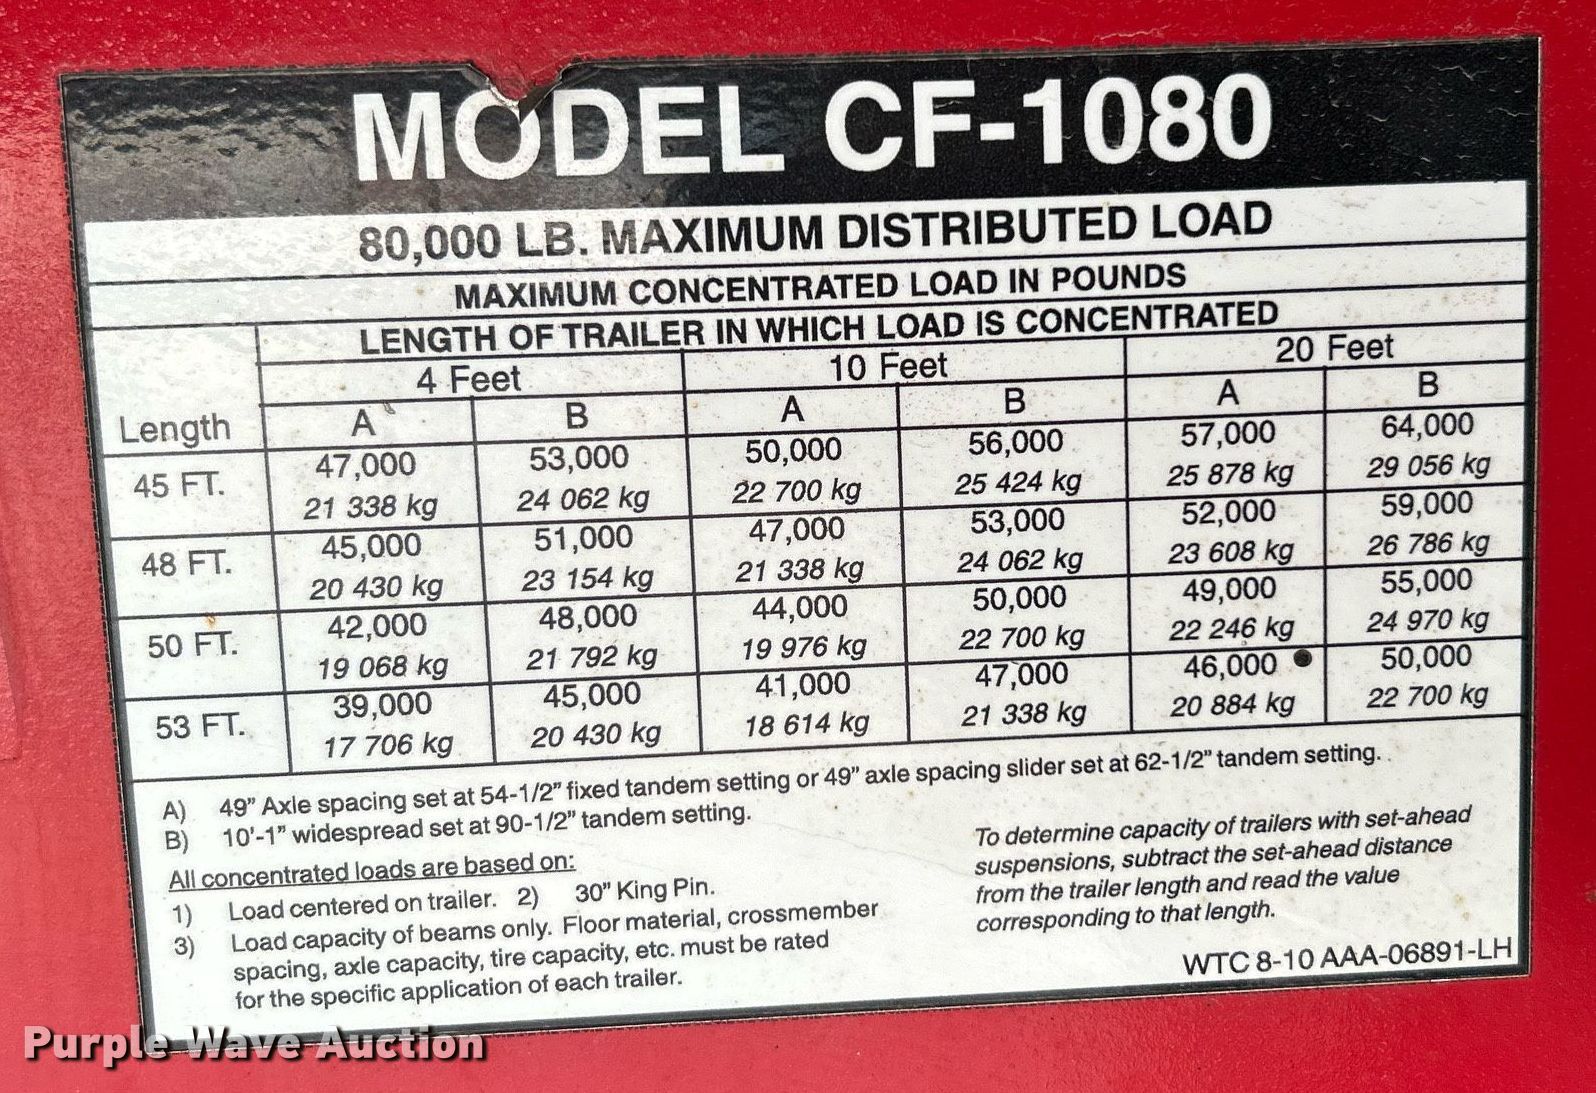 MODEL CF-1080
80,000 LB. MAXIMUM DISTRIBUTED LOAD
MAXIMUM CONCENTRATED LOAD IN POUNDS
LENGTH OF TRAILER IN WHICH LOAD IS CONCENTRATED
4 Feet 10 Feet 20 Feet
Length A B A B A B
45 FT. 47,000 53,000 50,000 56,000 57,000 64,000
21 338 kg 24 062 kg 22 700 kg 25 424 kg 25 878 kg 29 056 kg
48 FT. 45,000 51,000 47,000 53,000 52,000 59,000
20 430 kg 23 154 kg 21 338 kg 24 062 kg 23 608 kg 26 786 kg
50 FT. 42,000 48,000 44,000 50,000 49,000 55,000
19 068 kg 21 792 kg 19 976 kg 22 700 kg 22 246 kg 24 970 kg
53 FT. 39,000 45,000 41,000 47,000 46,000 50,000
17 706 kg 20 430 kg 18 614 kg 21 338 kg 20 884 kg 22 700 kg
A) 49" Axle spacing set at 54-1/2" fixed tandem setting or 49" axle spacing slider set at 62-1/2" tandem setting.
B) 10'-1" widespread set at 90-1/2" tandem setting.
All concentrated loads are based on:
1) Load centered on trailer. 2) 30" King Pin.
3) Load capacity of beams only. Floor material, crossmember
spacing, axle capacity, tire capacity, etc. must be rated
for the specific application of each trailer.
To determine capacity of trailers with set-ahead
suspensions, subtract the set-ahead distance
from the trailer length and read the value
corresponding to that length.
WTC 8-10 AAA-06891-LH
Purple Wave Auction